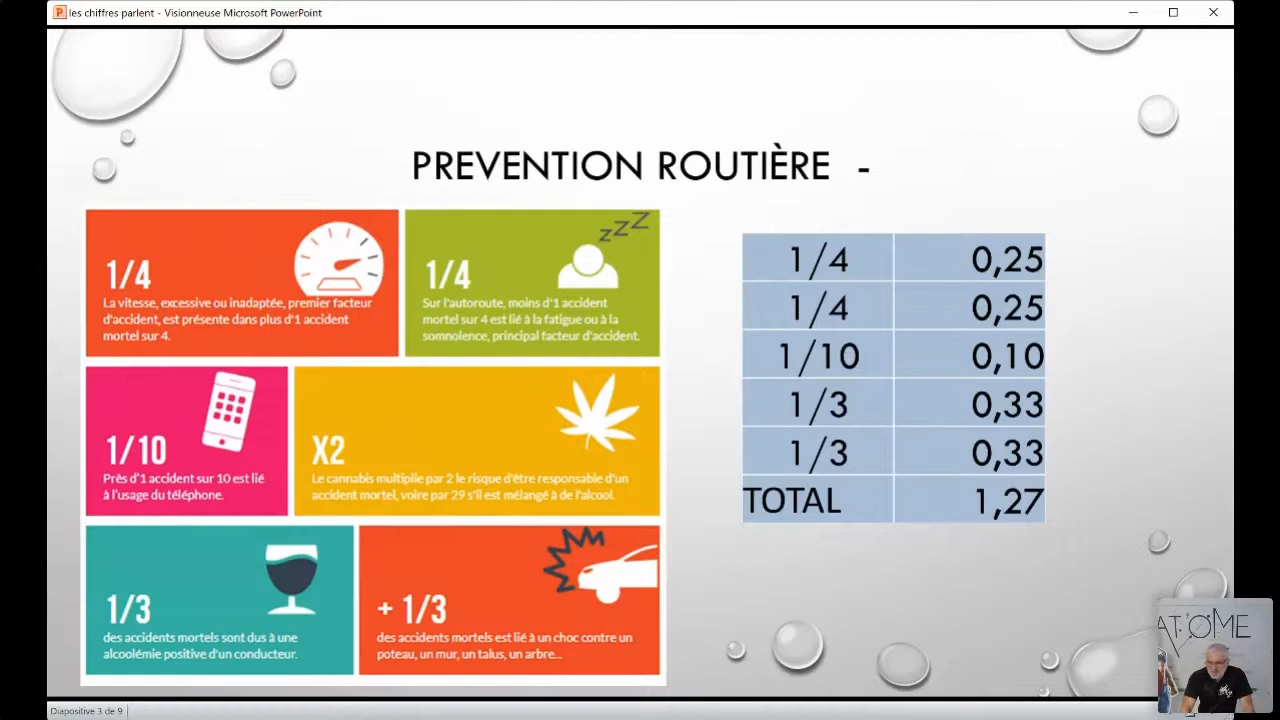 les chiffres parlent - Visionneuse Microsoft PowerPoint
PREVENTION ROUTIÈRE -
1/4
La vitesse, excessive ou inadaptée, premier facteur
d'accident, est présente dans plus d'1 accident
mortel sur 4.
zzZ
1/4
Sur l'autoroute, moins d'1 accident
mortel sur 4 est lié à la fatigue ou à la
somnolence, principal facteur d'accident.
1/10
Près d'1 accident sur 10 est lié
à l'usage du téléphone.
X2
Le cannabis multiplie par 2 le risque d'être responsable d'un
accident mortel, voire par 29 s'il est mélangé à de l'alcool.
1/3
des accidents mortels sont dus à une
alcoolémie positive d'un conducteur.
+ 1/3
des accidents mortels est lié à un choc contre un
poteau, un mur, un talus, un arbre...
1/4 0,25
1/4 0,25
1/10 0,10
1/3 0,33
1/3 0,33
TOTAL 1,27
ATOME
Diapositive 3 de 9